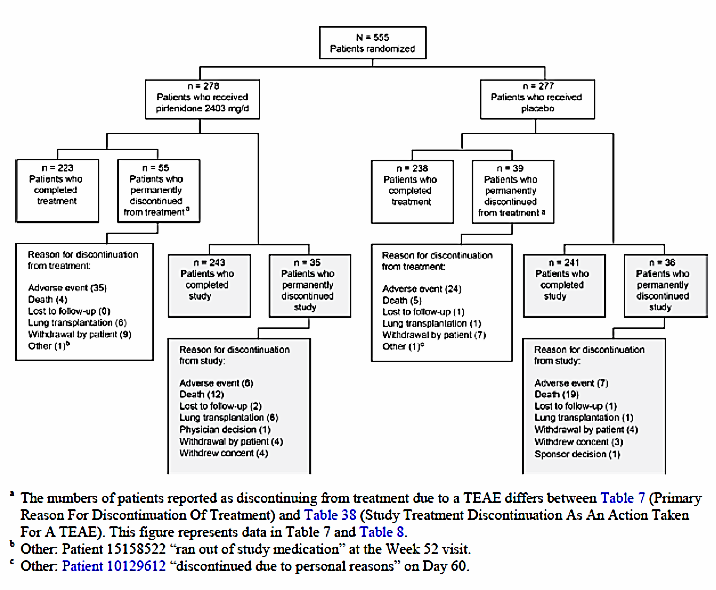 N = 555
Patients randomized
n = 278
Patients who received
pirfenidone 2403 mg/d
n = 277
Patients who received
placebo
n = 223
Patients who
completed
treatment
n = 55
Patients who
permanently
discontinued
from treatment a
n = 238
Patients who
completed
treatment
n = 39
Patients who
permanently
discontinued
from treatment a
Reason for discontinuation
from treatment:
Adverse event (35)
Death (4)
Lost to follow-up (0)
Lung transplantation (6)
Withdrawal by patient (9)
Other (1)b
n = 243
Patients who
completed
study
n = 35
Patients who
permanently
discontinued
study
Reason for discontinuation
from treatment:
Adverse event (24)
Death (5)
Lost to follow-up (1)
Lung transplantation (1)
Withdrawal by patient (7)
Other (1)c
n = 241
Patients who
completed
study
n = 36
Patients who
permanently
discontinued
study
Reason for discontinuation
from study:
Adverse event (6)
Death (12)
Lost to follow-up (2)
Lung transplantation (6)
Physician decision (1)
Withdrawal by patient (4)
Withdrew concent (4)
Reason for discontinuation
from study:
Adverse event (7)
Death (19)
Lost to follow-up (1)
Lung transplantation (1)
Withdrawal by patient (4)
Withdrew concent (3)
Sponsor decision (1)
a The numbers of patients reported as discontinuing from treatment due to a TEAE differs between Table 7 (Primary
Reason For Discontinuation Of Treatment) and Table 38 (Study Treatment Discontinuation As An Action Taken
For A TEAE). This figure represents data in Table 7 and Table 8.
b Other: Patient 15158522 “ran out of study medication” at the Week 52 visit.
c Other: Patient 10129612 “discontinued due to personal reasons” on Day 60.